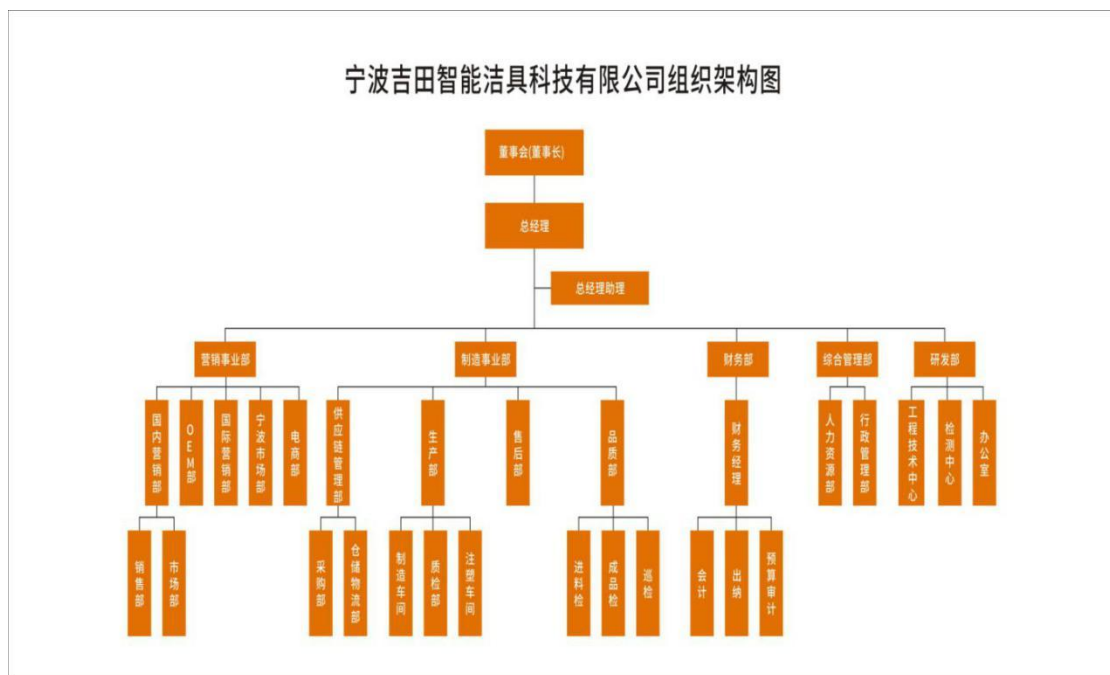 宁波吉田智能洁具科技有限公司组织架构图
董事会(董事长)
总经理
总经理助理
营销事业部
制造事业部
财务部
综合管理部
研发部
国内营销部
OEM部
国际营销部
宁波市场部
电商部
供应链管理部
生产部
售后部
品质部
财务经理
人力资源部
行政管理部
工程技术中心
检测中心
办公室
销售部
市场部
采购部
仓储物流部
制造车间
质检部
注塑车间
进料检
成品检
巡检
会计
出纳
预算审计